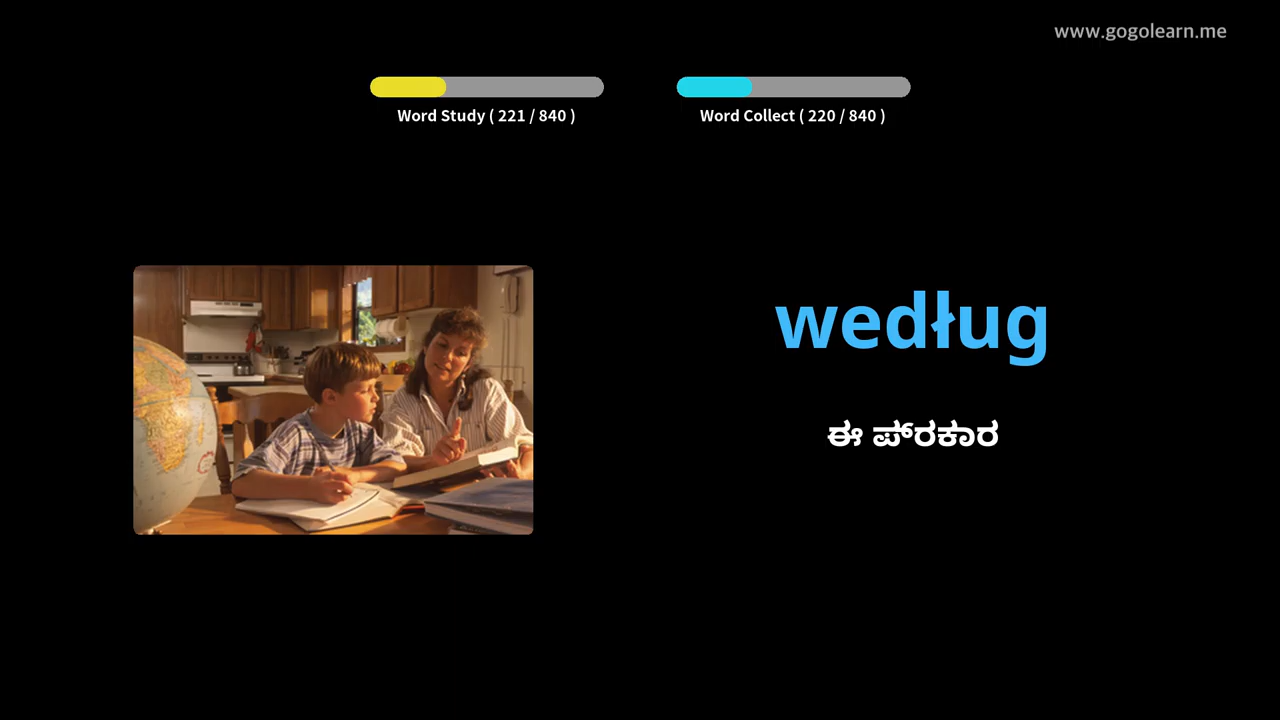 www.gogolearn.me
Word Study ( 221 / 840 )
Word Collect ( 220 / 840 )
według
ಈ ಪ್ರಕಾರ